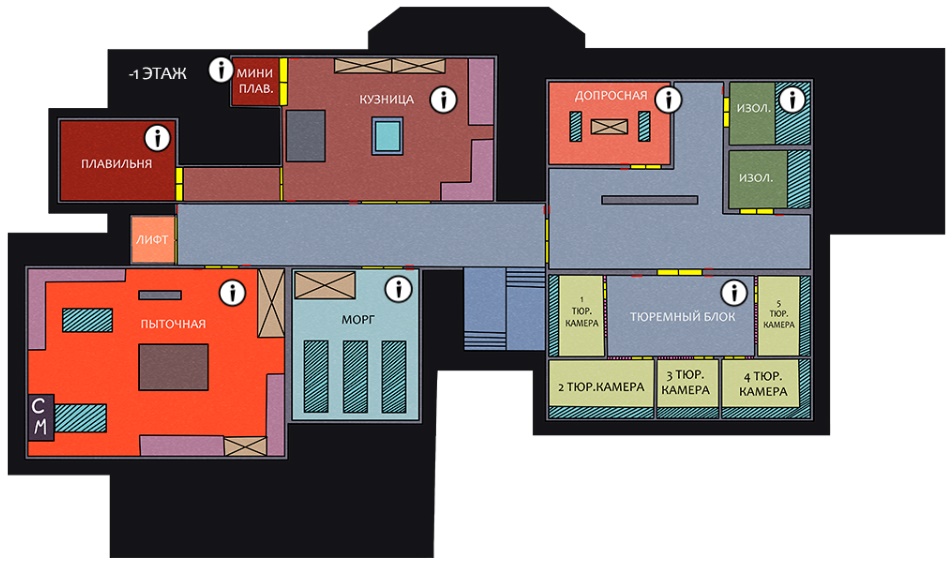 -1 ЭТАЖ
МИНИ
ПЛАВ.
КУЗНИЦА
ДОПРОСНАЯ
ИЗОЛ.
ПЛАВИЛЬНЯ
ИЗОЛ.
ЛИФТ
ПЫТОЧНАЯ
МОРГ
1
ТЮР.
КАМЕРА
ТЮРЕМНЫЙ БЛОК
5
ТЮР.
КАМЕРА
2 ТЮР.КАМЕРА
3 ТЮР.
КАМЕРА
4 ТЮР.
КАМЕРА
С
М